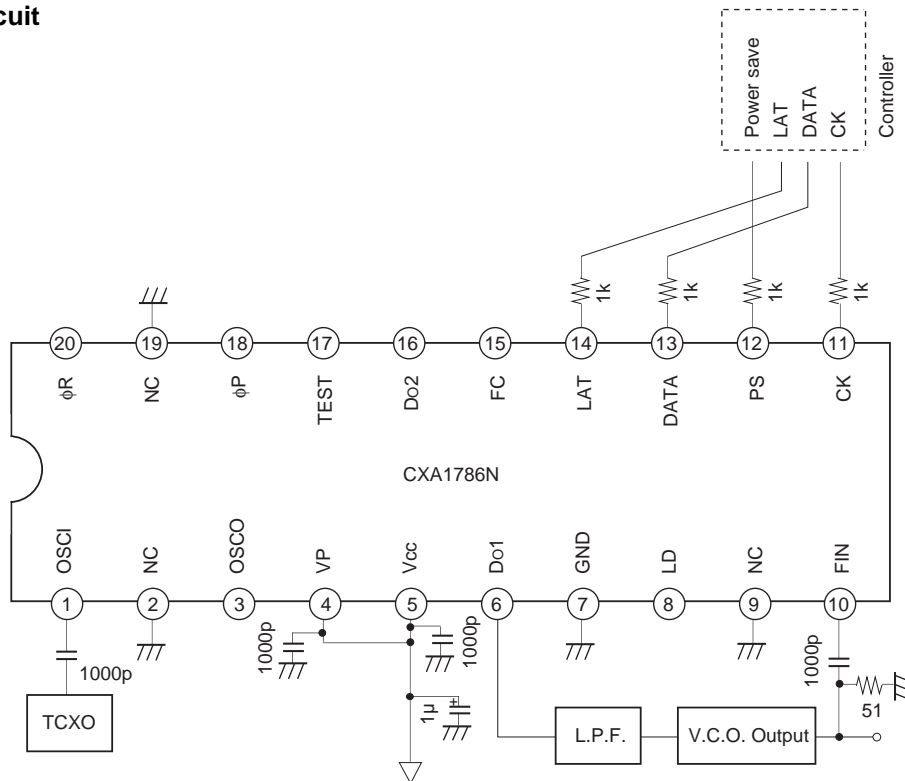 cuit
Power save
LAT
DATA
CK
Controller
1k
1k
1k
1k
20
19
18
17
16
15
14
13
12
11
ϕR
NC
ϕP
TEST
Do2
FC
LAT
DATA
PS
CK
CXA1786N
OSCI
NC
OSCO
VP
Vcc
Do1
GND
LD
NC
FIN
1
2
3
4
5
6
7
8
9
10
1000p
1000p
1000p
1000p
1µ
+
51
TCXO
L.P.F.
V.C.O. Output